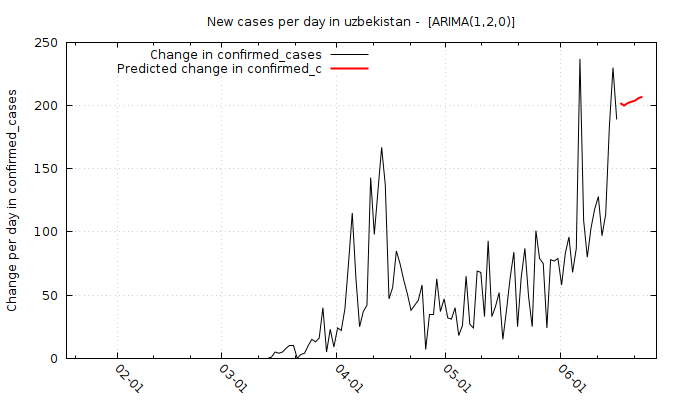 New cases per day in uzbekistan -  [ARIMA(1,2,0)]
Change in confirmed_cases
Predicted change in confirmed_c
Change per day in confirmed_cases
250
200
150
100
50
0
02-01
03-01
04-01
05-01
06-01